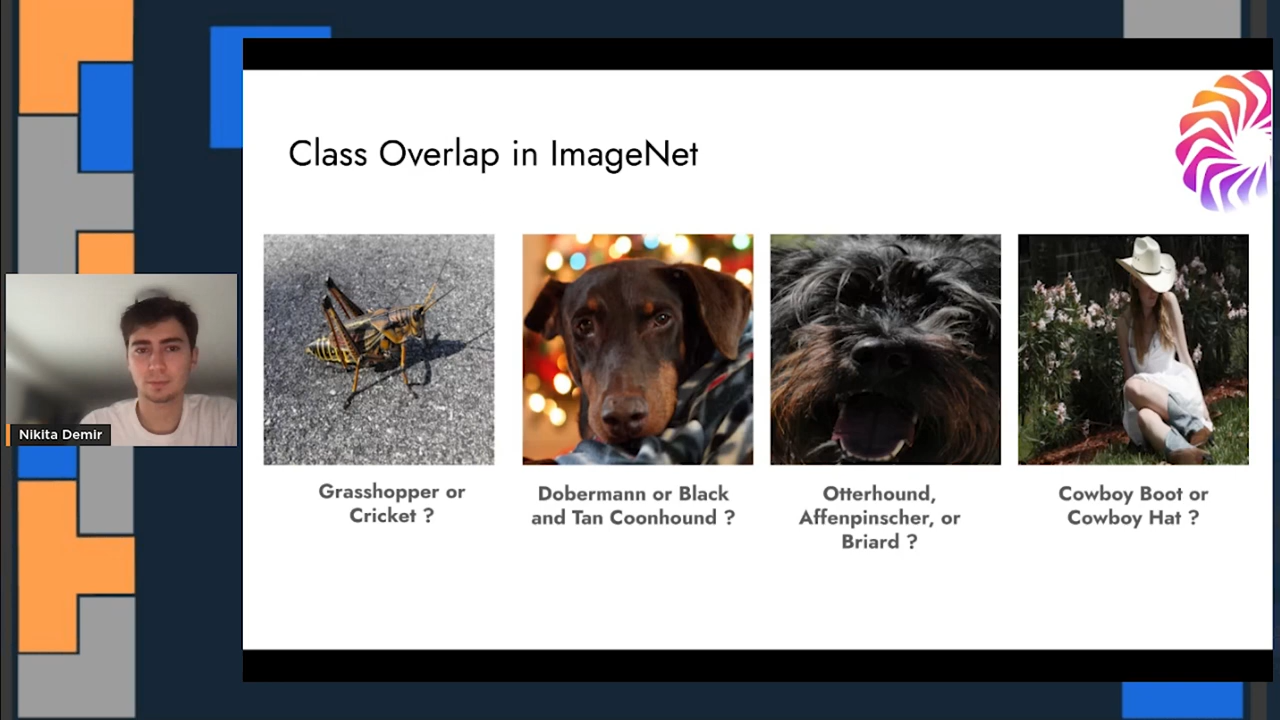 Class Overlap in ImageNet
Nikita Demir
Grasshopper or
Cricket ?
Dobermann or Black
and Tan Coonhound ?
Otterhound,
Affenpinscher, or
Briard ?
Cowboy Boot or
Cowboy Hat ?